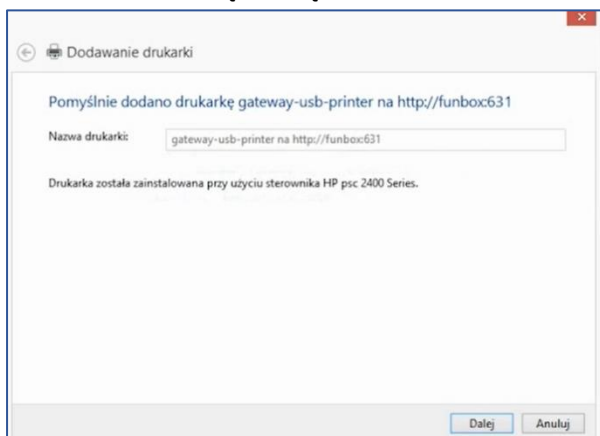 Dodawanie drukarki
Pomyślnie dodano drukarkę gateway-usb-printer na http://funbox:631
Nazwa drukarki:
gateway-usb-printer na http://funbox:631
Drukarka została zainstalowana przy użyciu sterownika HP psc 2400 Series.
Dalej
Anuluj